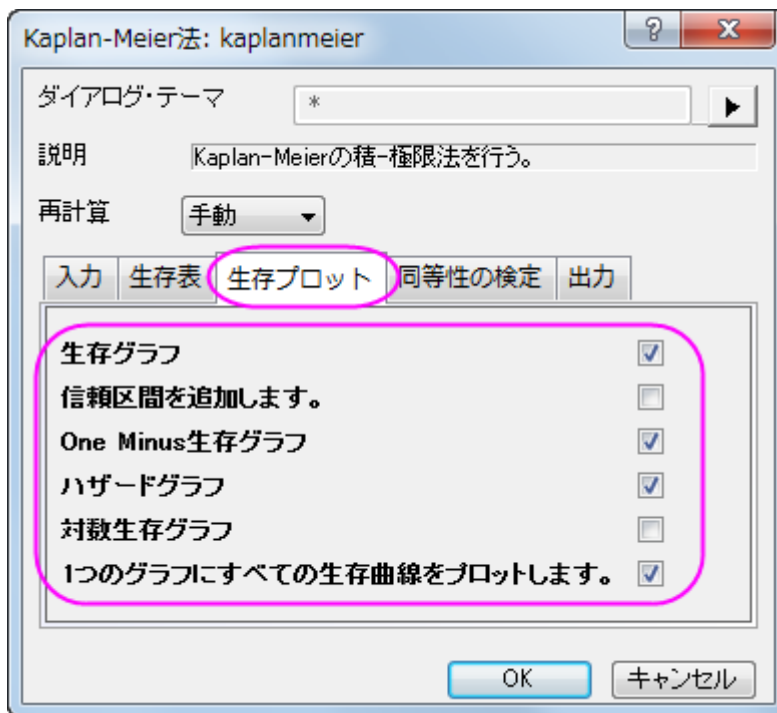 Kaplan-Meier法: kaplanmeier
ダイアログ・テーマ *
説明 Kaplan-Meierの積-極限法を行う。
再計算 手動
入力 生存表 生存プロット 同等性の検定 出力
生存グラフ
信頼区間を追加します。
One Minus生存グラフ
ハザードグラフ
対数生存グラフ
1つのグラフにすべての生存曲線をプロットします。
OK キャンセル